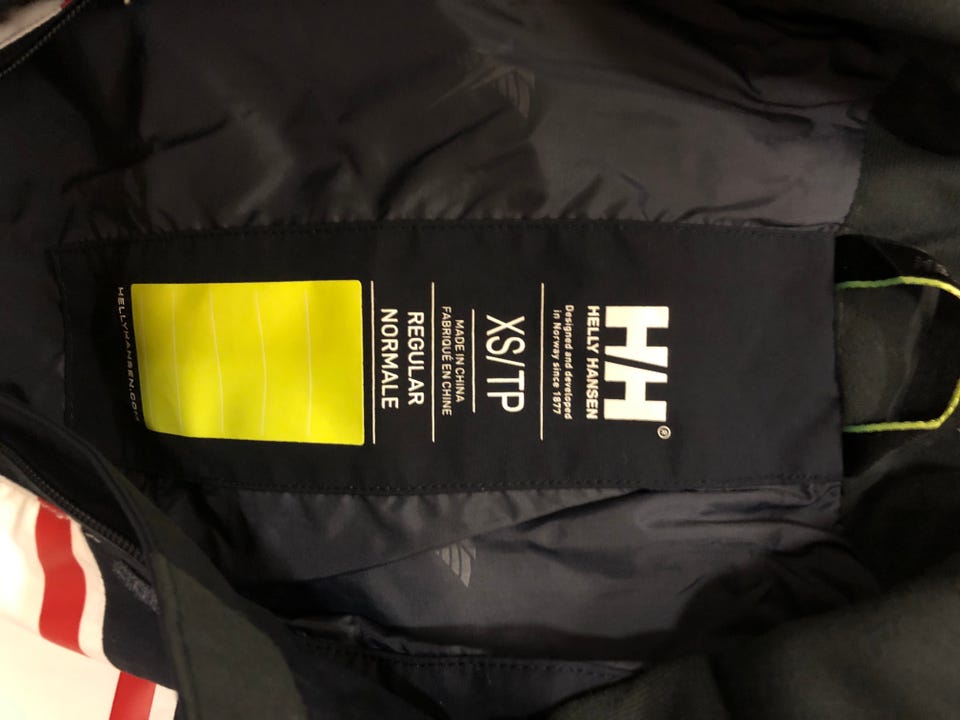 H/H®
HELLY HANSEN
Designed and developed
in Norway since 1877
XS/TP
MADE IN CHINA
FABRIQUÉ EN CHINE
REGULAR
NORMALE
HELLYHANSEN.COM